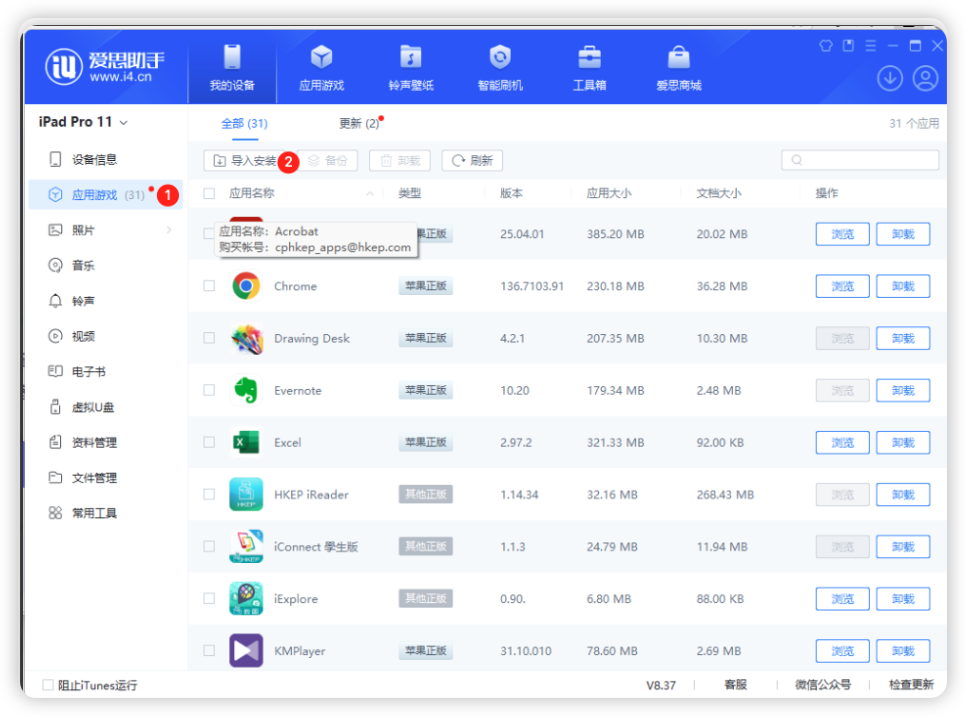 爱思助手
www.i4.cn
我的设备
应用游戏
铃声壁纸
智能刷机
工具箱
爱思商城
iPad Pro 11
全部 (31)
更新 (2)
31 个应用
设备信息
应用游戏 (31)
1
照片
音乐
铃声
视频
电子书
虚拟U盘
资料管理
文件管理
常用工具
导入安装
2
备份
卸载
刷新
应用名称 类型 版本 应用大小 文档大小 操作
应用名称: Acrobat
购买帐号: cphkep_apps@hkep.com
果正版 25.04.01 385.20 MB 20.02 MB 浏览 卸载
Chrome 苹果正版 136.7103.91 230.18 MB 36.28 MB 浏览 卸载
Drawing Desk 苹果正版 4.2.1 207.35 MB 10.30 MB 浏览 卸载
Evernote 苹果正版 10.20 179.34 MB 2.48 MB 浏览 卸载
Excel 苹果正版 2.97.2 321.33 MB 92.00 KB 浏览 卸载
HKEP iReader 其他正版 1.14.34 32.16 MB 268.43 MB 浏览 卸载
iConnect 學生版 其他正版 1.1.3 24.79 MB 11.94 MB 浏览 卸载
iExplore 其他正版 0.90. 6.80 MB 88.00 KB 浏览 卸载
KMPlayer 苹果正版 31.10.010 78.60 MB 2.69 MB 浏览 卸载
阻止iTunes运行
V8.37
客服
微信公众号
检查更新